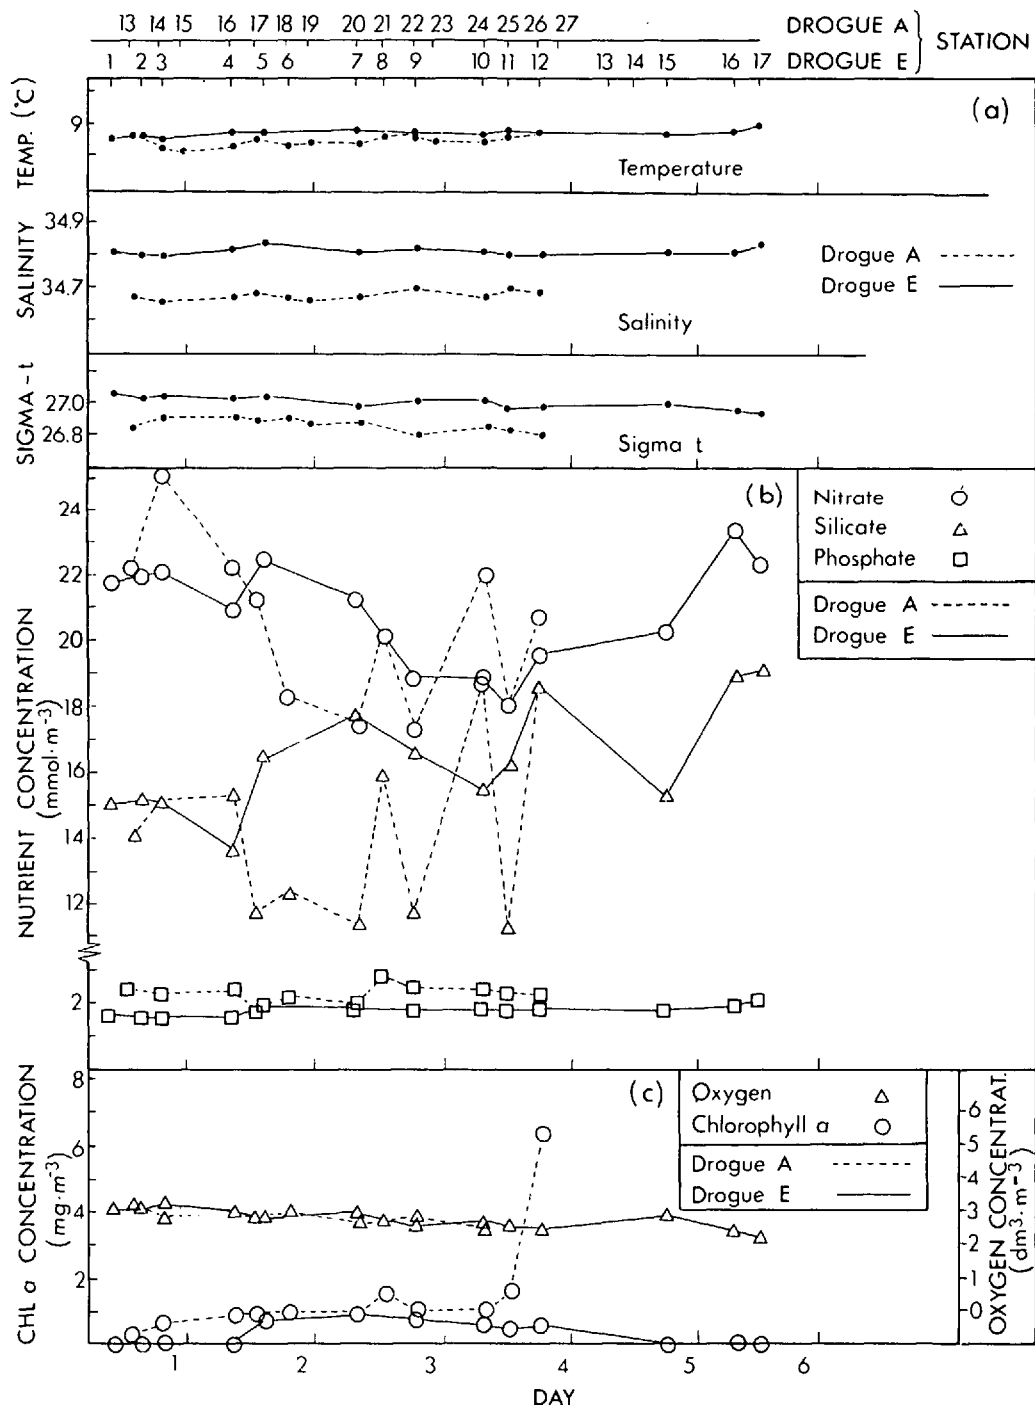 13 14 15 16 17 18 19 20 21 22 23 24 25 26 27 DROGUE A
1 2 3 4 5 6 7 8 9 10 11 12 13 14 15 16 17 DROGUE E
STATION
TEMP. (°C)
9
(a)
Temperature
SALINITY
34.9
34.7
Drogue A
Drogue E
Salinity
SIGMA-t
27.0
26.8
Sigma t
NUTRIENT CONCENTRATION
(mmol·m⁻³)
24
22
20
18
16
14
12
2
(b)
Nitrate
Silicate
Phosphate
Drogue A
Drogue E
CHL a CONCENTRATION
(mg·m⁻³)
8
6
4
2
(c)
Oxygen
Chlorophyll a
Drogue A
Drogue E
6
5
4
3
2
1
0
OXYGEN CONCENTRAT.
(dm³·m⁻³)
1 2 3 4 5 6
DAY